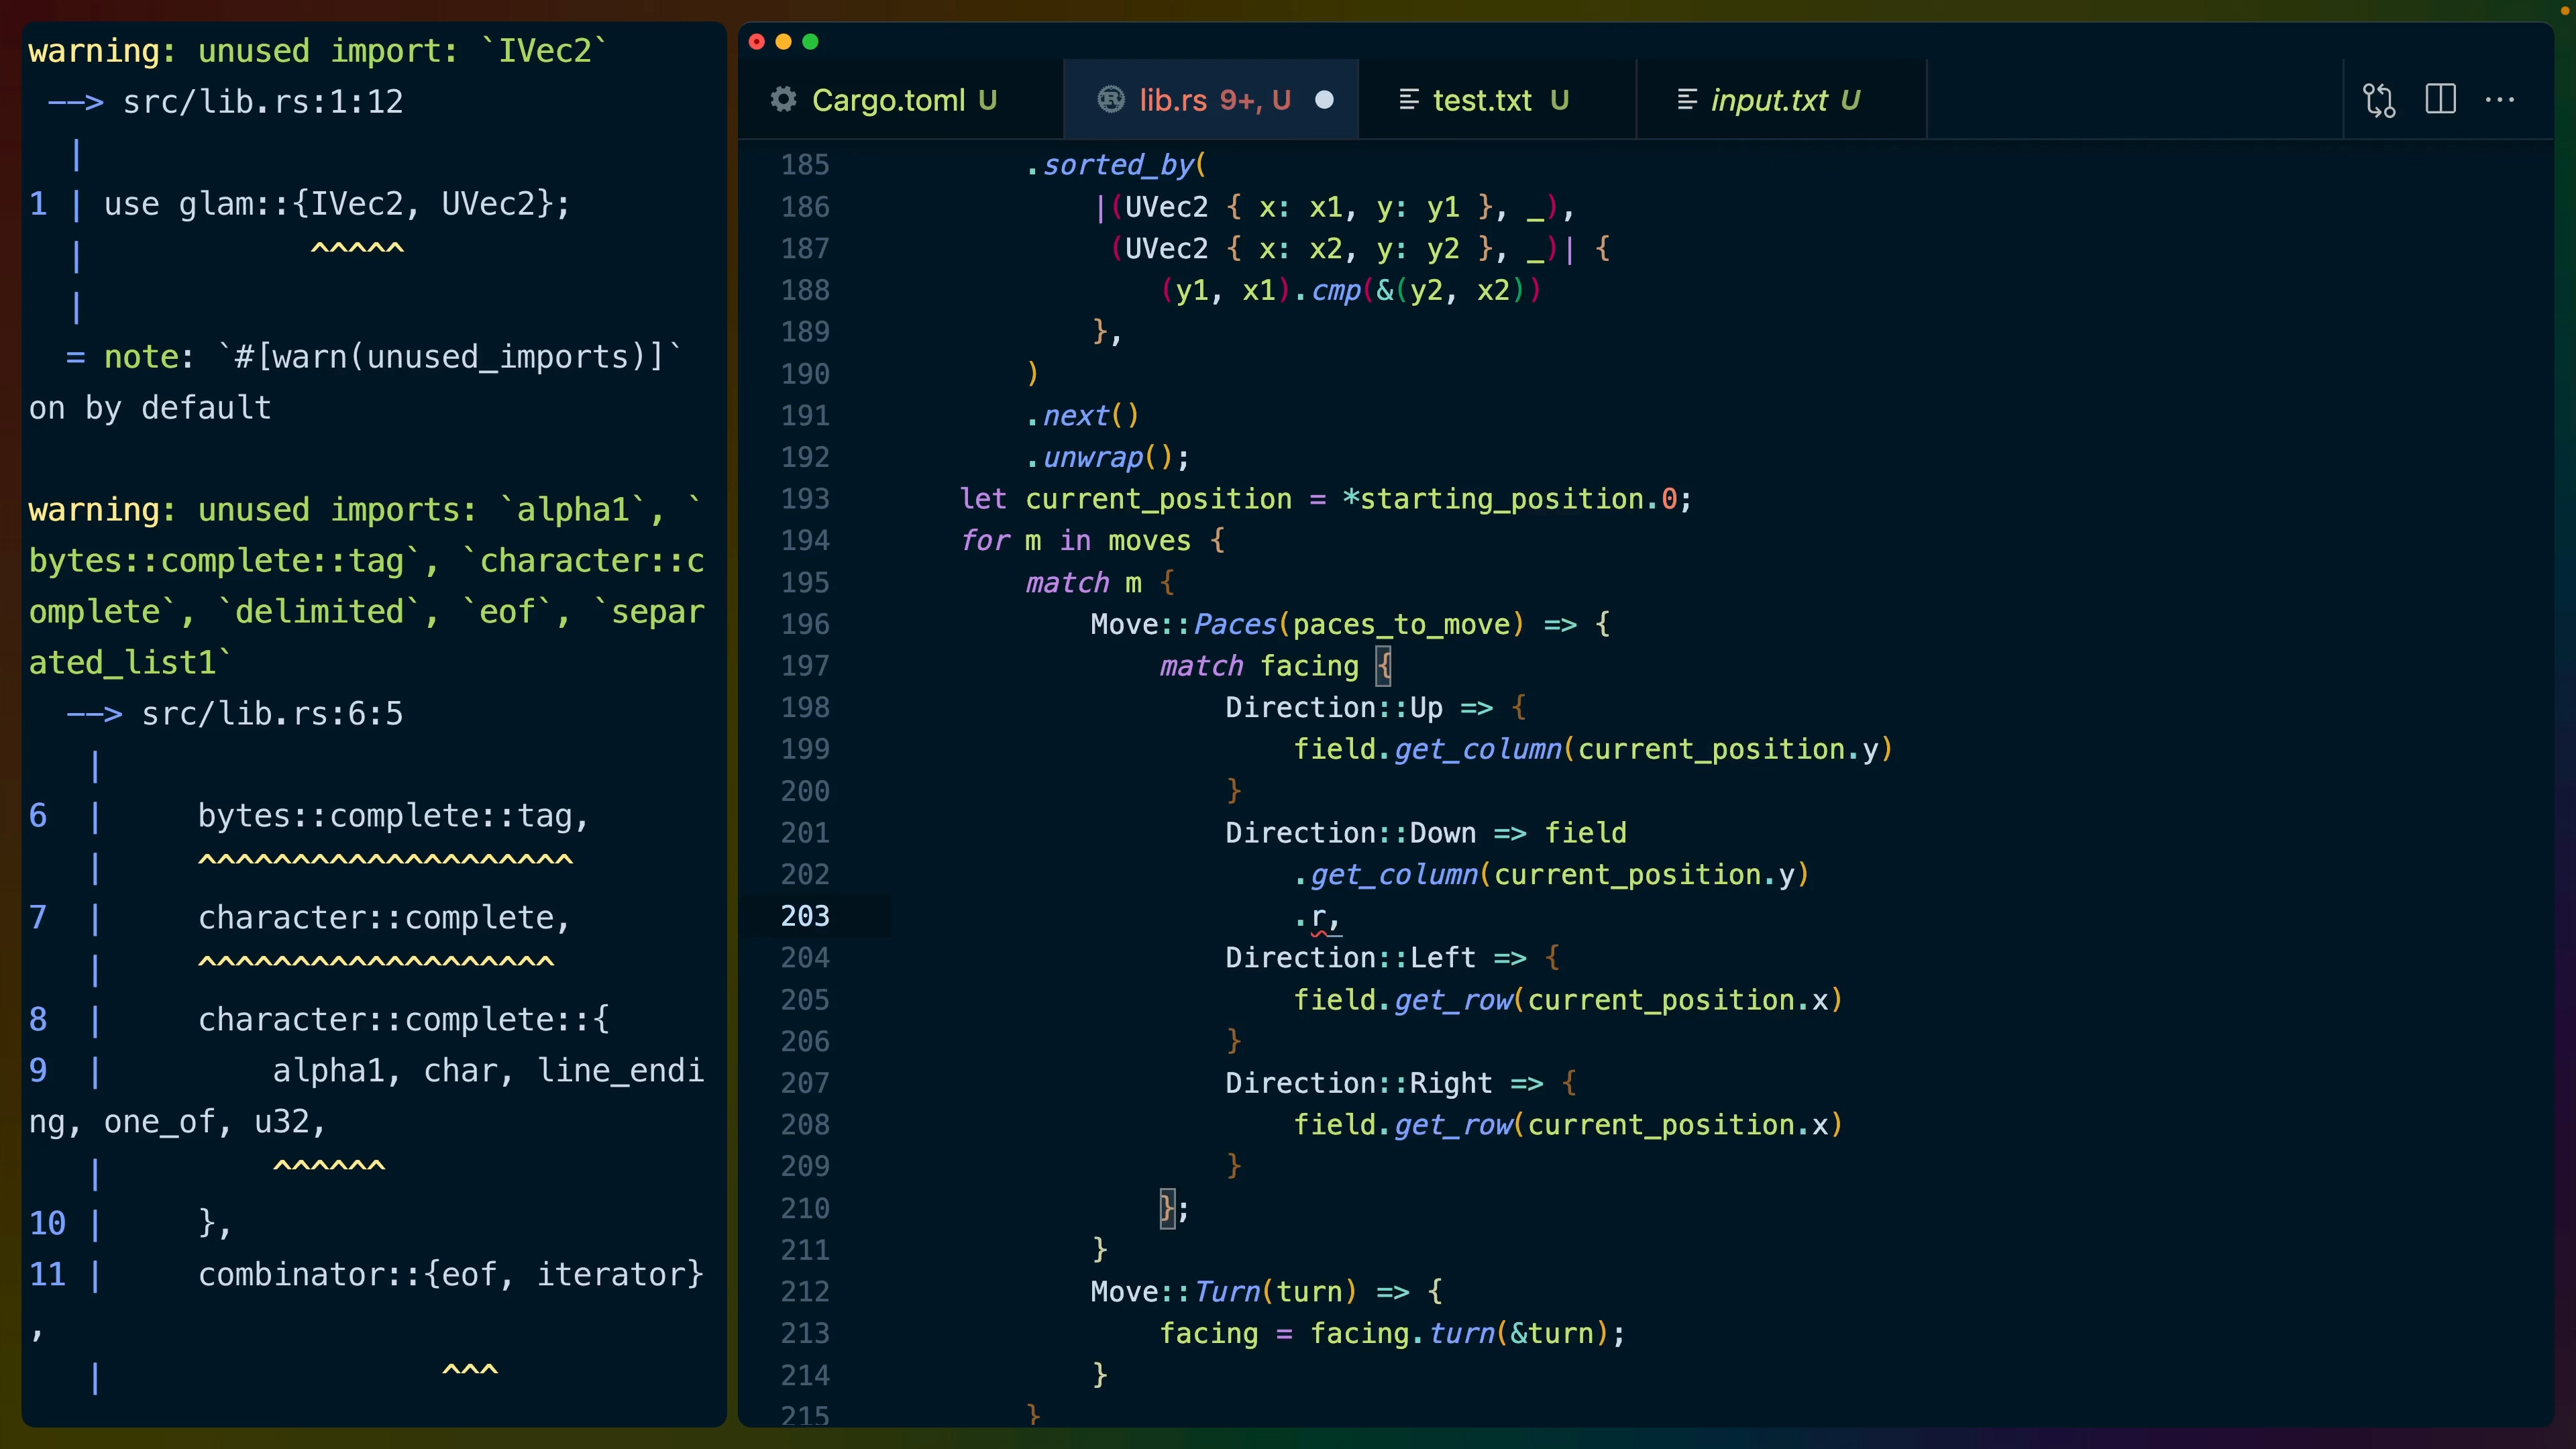 warning: unused import: `IVec2`
--> src/lib.rs:1:12
|
1 | use glam::{IVec2, UVec2};
| ^^^^^
|
= note: `#[warn(unused_imports)]`
on by default
warning: unused imports: `alpha1`, `
bytes::complete::tag`, `character::c
omplete`, `delimited`, `eof`, `separ
ated_list1`
--> src/lib.rs:6:5
|
6 | bytes::complete::tag,
| ^^^^^^^^^^^^^^^^^^^^
7 | character::complete,
| ^^^^^^^^^^^^^^^^^^^
8 | character::complete::{
9 | alpha1, char, line_endi
ng, one_of, u32,
| ^^^^^^
10 | },
11 | combinator::{eof, iterator}
,
| ^^^
Cargo.toml U lib.rs 9+, U test.txt U input.txt U
185 .sorted_by(
186 |(UVec2 { x: x1, y: y1 }, _),
187 (UVec2 { x: x2, y: y2 }, _)| {
188 (y1, x1).cmp(&(y2, x2))
189 },
190 )
191 .next()
192 .unwrap();
193 let current_position = *starting_position.0;
194 for m in moves {
195 match m {
196 Move::Paces(paces_to_move) => {
197 match facing {
198 Direction::Up => {
199 field.get_column(current_position.y)
200 }
201 Direction::Down => field
202 .get_column(current_position.y)
203 .r,
204 Direction::Left => {
205 field.get_row(current_position.x)
206 }
207 Direction::Right => {
208 field.get_row(current_position.x)
209 }
210 };
211 }
212 Move::Turn(turn) => {
213 facing = facing.turn(&turn);
214 }
215 }